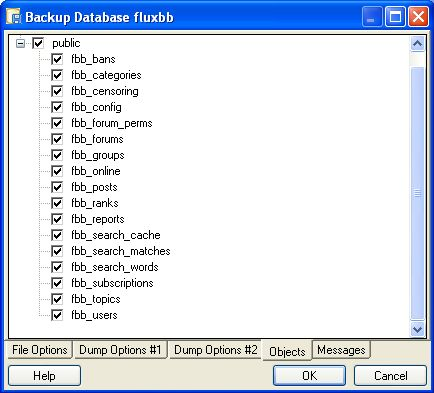 Backup Database fluxbb
public
fbb_bans
fbb_categories
fbb_censoring
fbb_config
fbb_forum_perms
fbb_forums
fbb_groups
fbb_online
fbb_posts
fbb_ranks
fbb_reports
fbb_search_cache
fbb_search_matches
fbb_search_words
fbb_subscriptions
fbb_topics
fbb_users
File Options Dump Options #1 Dump Options #2 Objects Messages
Help OK Cancel